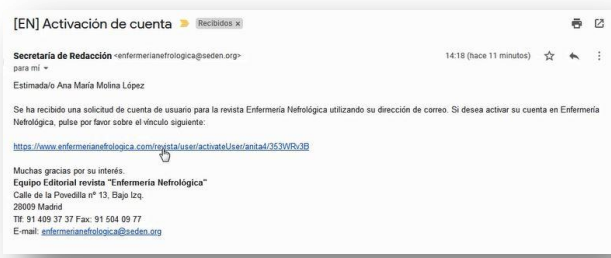 [EN] Activación de cuenta Recibidos x
Secretaría de Redacción <enfermerianefrologica@seden.org> 14:18 (hace 11 minutos)
para mí
Estimada/o Ana María Molina López
Se ha recibido una solicitud de cuenta de usuario para la revista Enfermería Nefrológica utilizando su dirección de correo. Si desea activar su cuenta en Enfermería
Nefrológica, pulse por favor sobre el vínculo siguiente:
https://www.enfermerianefrologica.com/revista/user/activateUser/anita4/353WRv3B
Muchas gracias por su interés.
Equipo Editorial revista "Enfermería Nefrológica"
Calle de la Povedilla nº 13, Bajo Izq.
28009 Madrid
Tlf: 91 409 37 37 Fax: 91 504 09 77
E-mail: enfermerianefrologica@seden.org